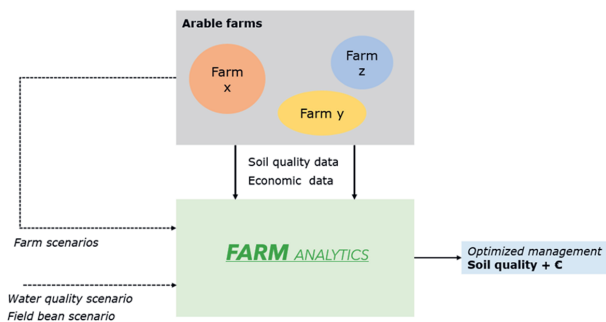 Arable farms
Farm
x
Farm
z
Farm y
Soil quality data
Economic data
Farm scenarios
FARM ANALYTICS
Optimized management
Soil quality + C
Water quality scenario
Field bean scenario